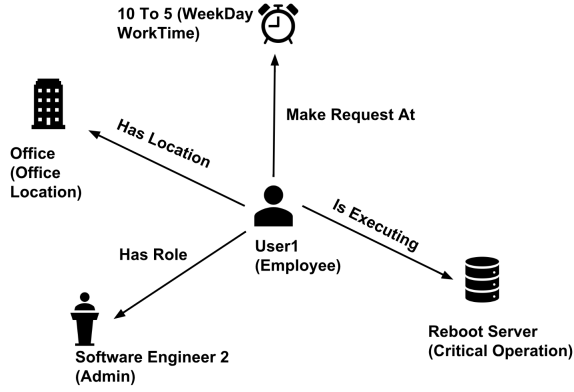 10 To 5 (WeekDay
WorkTime)
Make Request At
Has Location
Office
(Office
Location)
Is Executing
User1
(Employee)
Has Role
Reboot Server
(Critical Operation)
Software Engineer 2
(Admin)